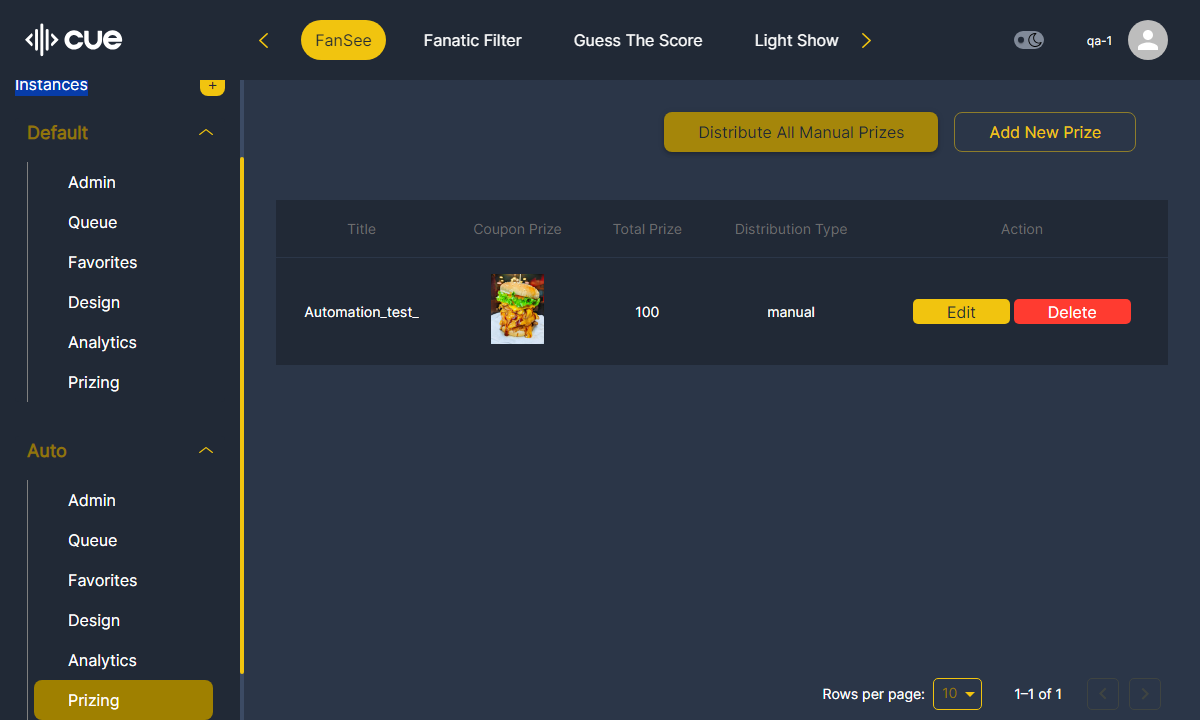 cue
FanSee
Fanatic Filter
Guess The Score
Light Show
qa-1
Instances
+
Default
Admin
Queue
Favorites
Design
Analytics
Prizing
Auto
Admin
Queue
Favorites
Design
Analytics
Prizing
Distribute All Manual Prizes
Add New Prize
Title Coupon Prize Total Prize Distribution Type Action
Automation_test_ 100 manual Edit Delete
Rows per page: 10 1–1 of 1